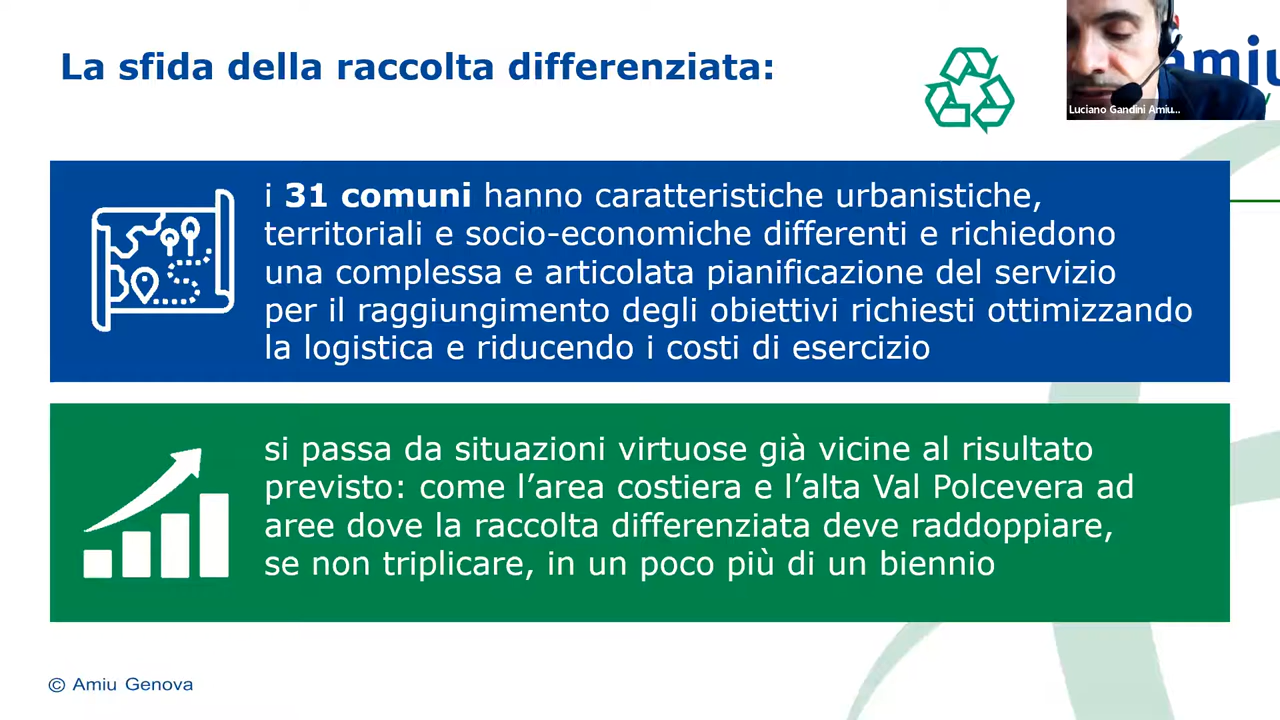 La sfida della raccolta differenziata:
amiu
Luciano Gandini Amiu...
i 31 comuni hanno caratteristiche urbanistiche,
territoriali e socio-economiche differenti e richiedono
una complessa e articolata pianificazione del servizio
per il raggiungimento degli obiettivi richiesti ottimizzando
la logistica e riducendo i costi di esercizio
si passa da situazioni virtuose già vicine al risultato
previsto: come l’area costiera e l’alta Val Polcevera ad
aree dove la raccolta differenziata deve raddoppiare,
se non triplicare, in un poco più di un biennio
© Amiu Genova